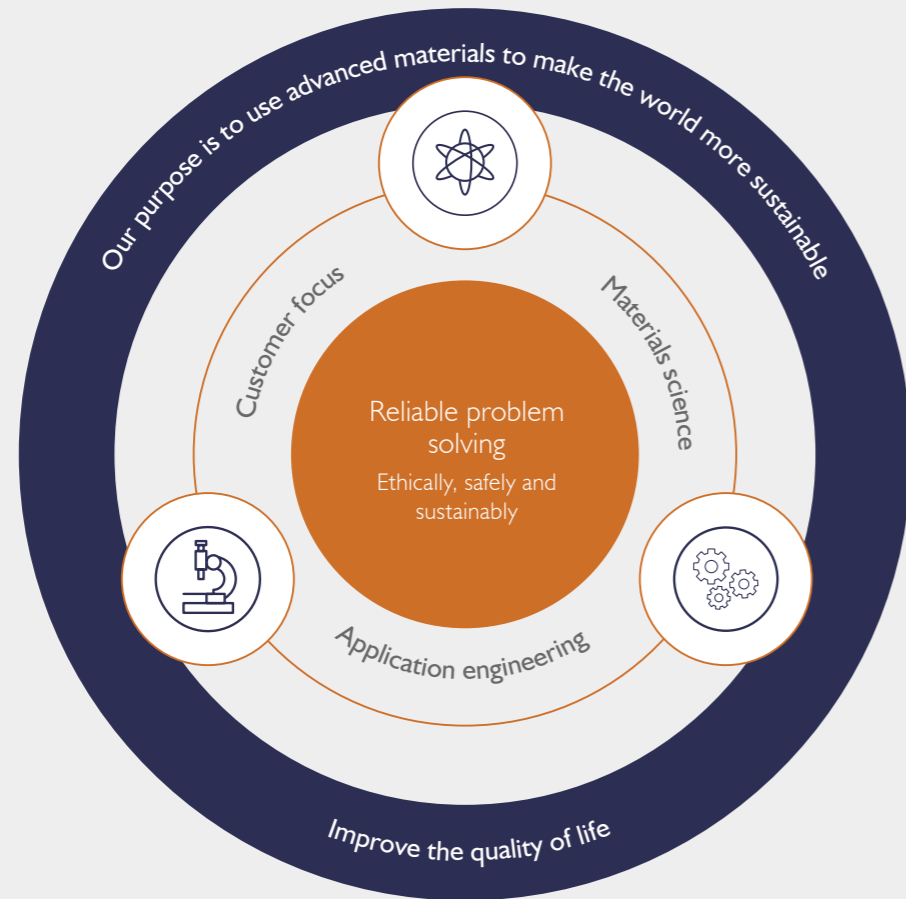 Our purpose is to use advanced materials to make the world more sustainable
Customer focus
Materials science
Reliable problem
solving
Ethically, safely and
sustainably
Application engineering
Improve the quality of life